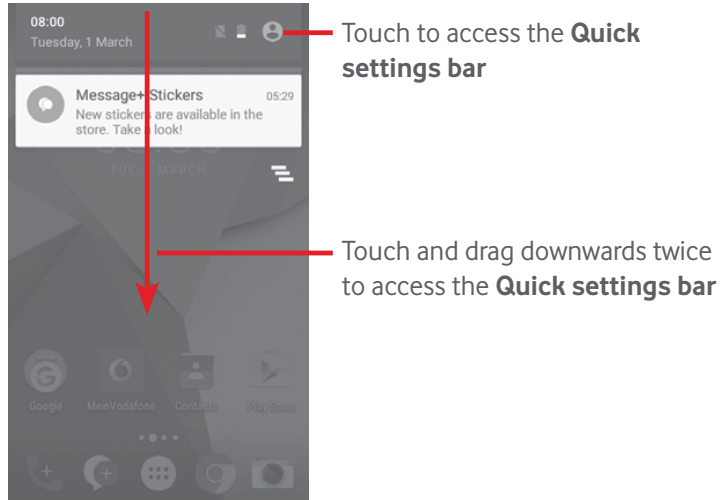 08:00
Tuesday, 1 March
Touch to access the Quick
settings bar
Message+ Stickers 05:29
New stickers are available in the
store. Take a look!
TUE, MARCH
Touch and drag downwards twice
to access the Quick settings bar
Google MeinVodafone Contacts Play Store